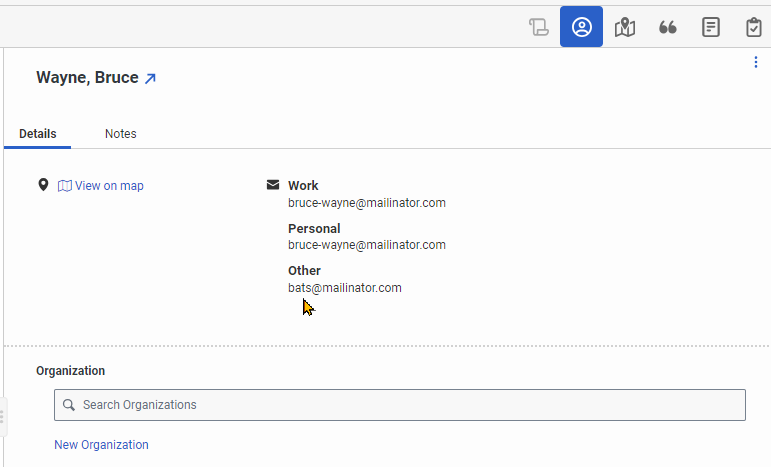 Wayne, Bruce
Details
Notes
View on map
Work
bruce-wayne@mailinator.com
Personal
bruce-wayne@mailinator.com
Other
bats@mailinator.com
Organization
Search Organizations
New Organization